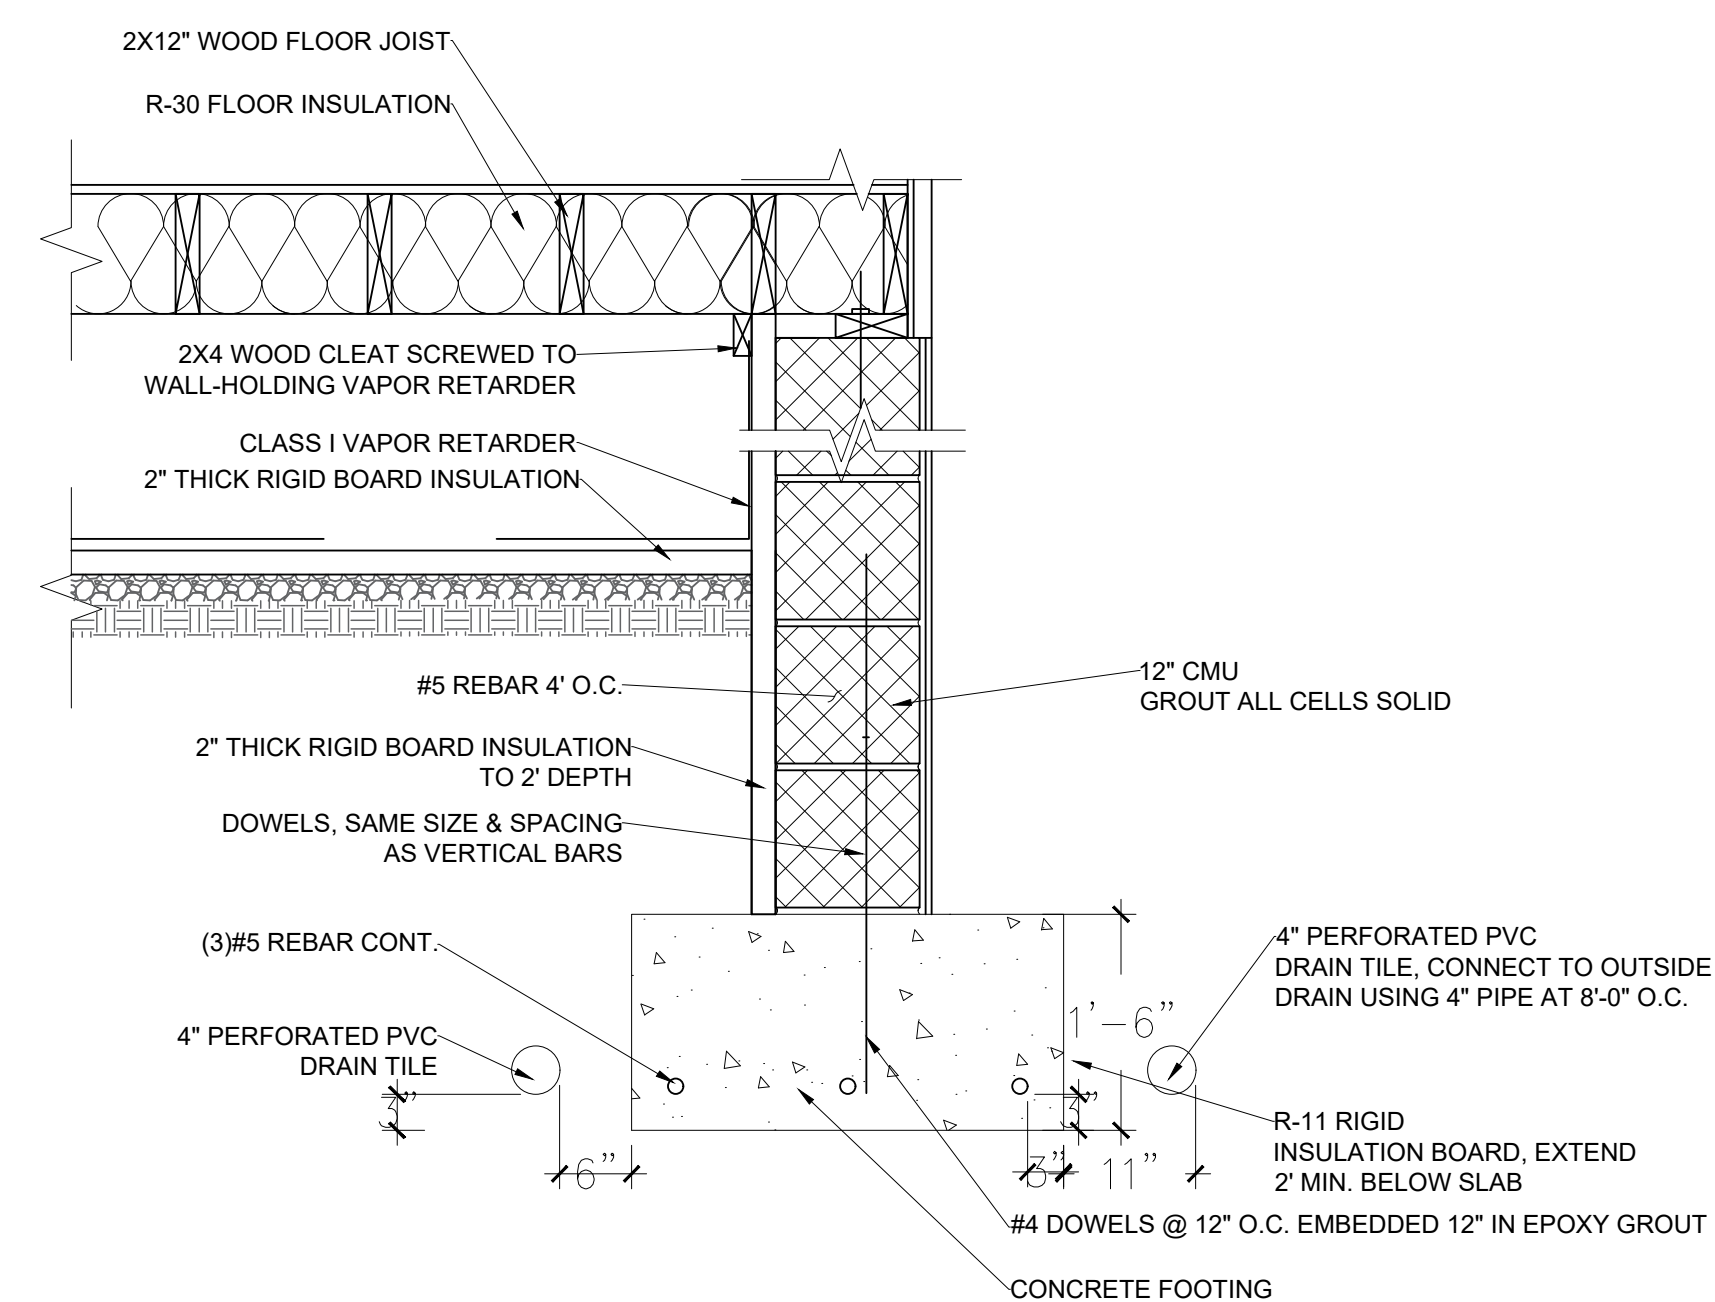 2X12" WOOD FLOOR JOIST
R-30 FLOOR INSULATION
2X4 WOOD CLEAT SCREWED TO
WALL-HOLDING VAPOR RETARDER
CLASS I VAPOR RETARDER
2" THICK RIGID BOARD INSULATION
#5 REBAR 4' O.C.
12" CMU
GROUT ALL CELLS SOLID
2" THICK RIGID BOARD INSULATION
TO 2' DEPTH
DOWELS, SAME SIZE & SPACING
AS VERTICAL BARS
(3)#5 REBAR CONT.
4" PERFORATED PVC
DRAIN TILE, CONNECT TO OUTSIDE
DRAIN USING 4" PIPE AT 8'-0" O.C.
1'-6"
4" PERFORATED PVC
DRAIN TILE
3"
3"
6"
3"
11"
R-11 RIGID
INSULATION BOARD, EXTEND
2' MIN. BELOW SLAB
#4 DOWELS @ 12" O.C. EMBEDDED 12" IN EPOXY GROUT
CONCRETE FOOTING